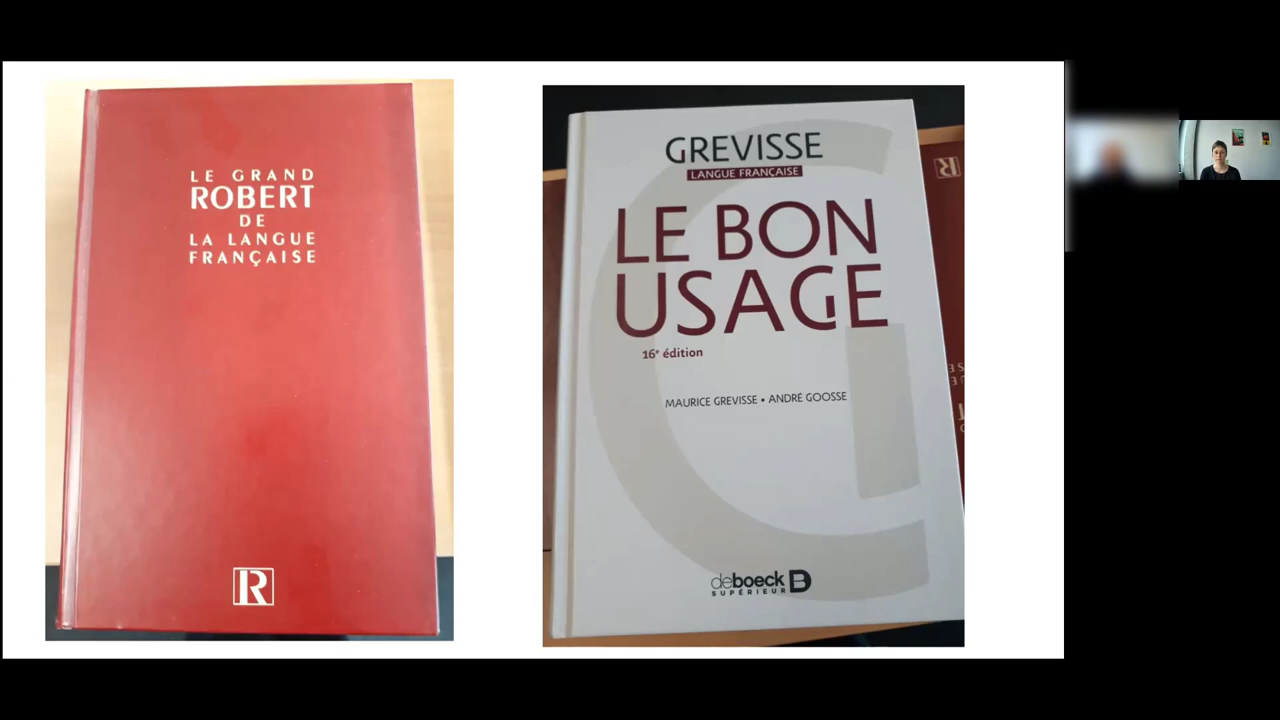 LE GRAND
ROBERT
DE
LA LANGUE
FRANÇAISE
R
GREVISSE
LANGUE FRANÇAISE
LE BON
USAGE
16e édition
MAURICE GREVISSE • ANDRÉ GOOSSE
deboeck B
SUPÉRIEUR